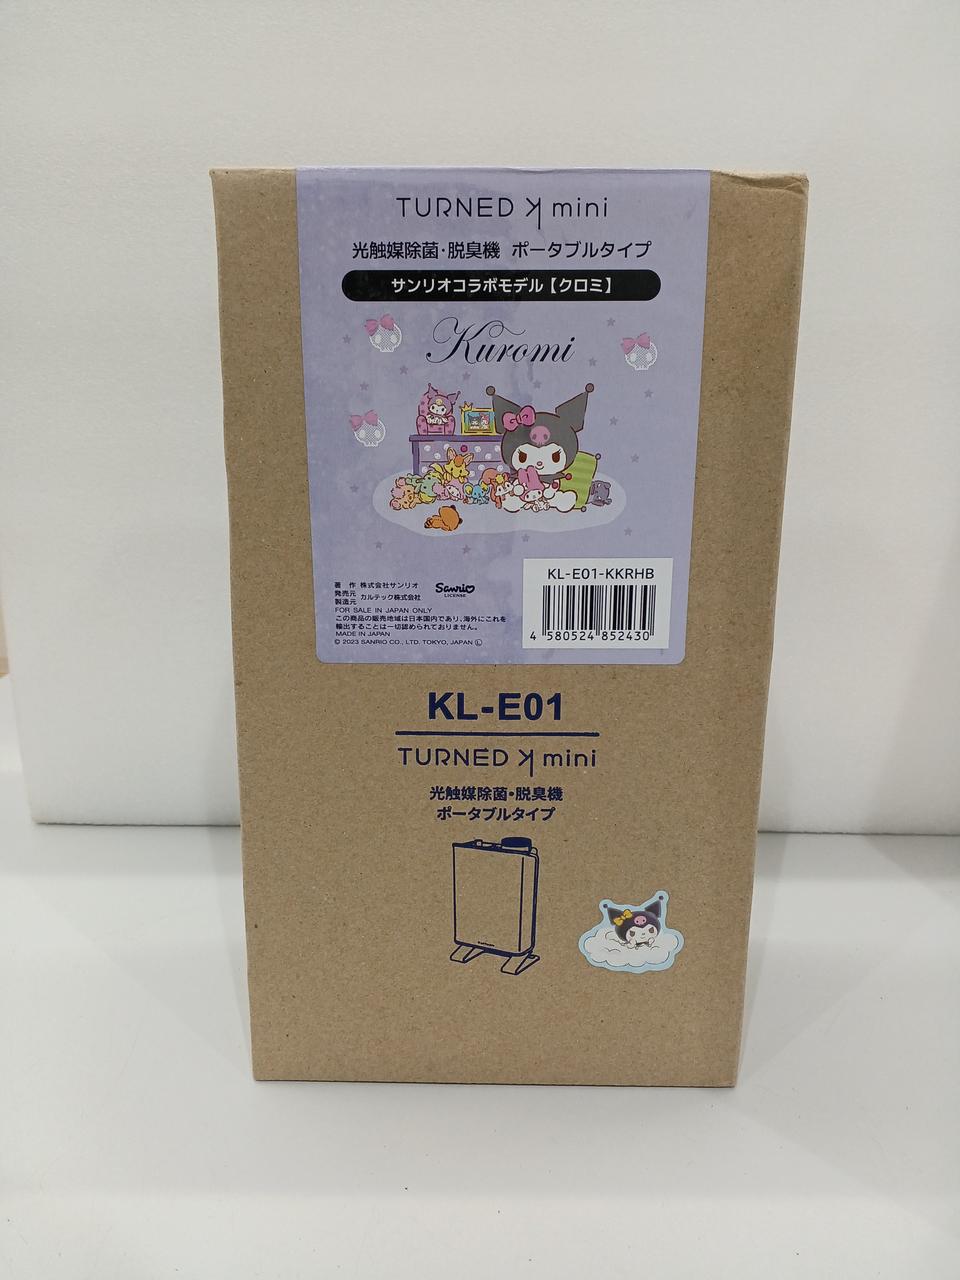 TURNED K mini
光触媒除菌・脱臭機 ポータブルタイプ
サンリオコラボモデル【クロミ】
Kuromi
著 作 株式会社サンリオ
発売元 カルテック株式会社
製造元
Sanrio
LICENSE
FOR SALE IN JAPAN ONLY
この商品の販売地域は日本国内であり、海外にこれを
輸出することは一切認められておりません。
MADE IN JAPAN
© 2023 SANRIO CO., LTD. TOKYO, JAPAN Ⓛ
KL-E01-KKRHB
4 580524 852430
KL-E01
TURNED K mini
光触媒除菌・脱臭機
ポータブルタイプ